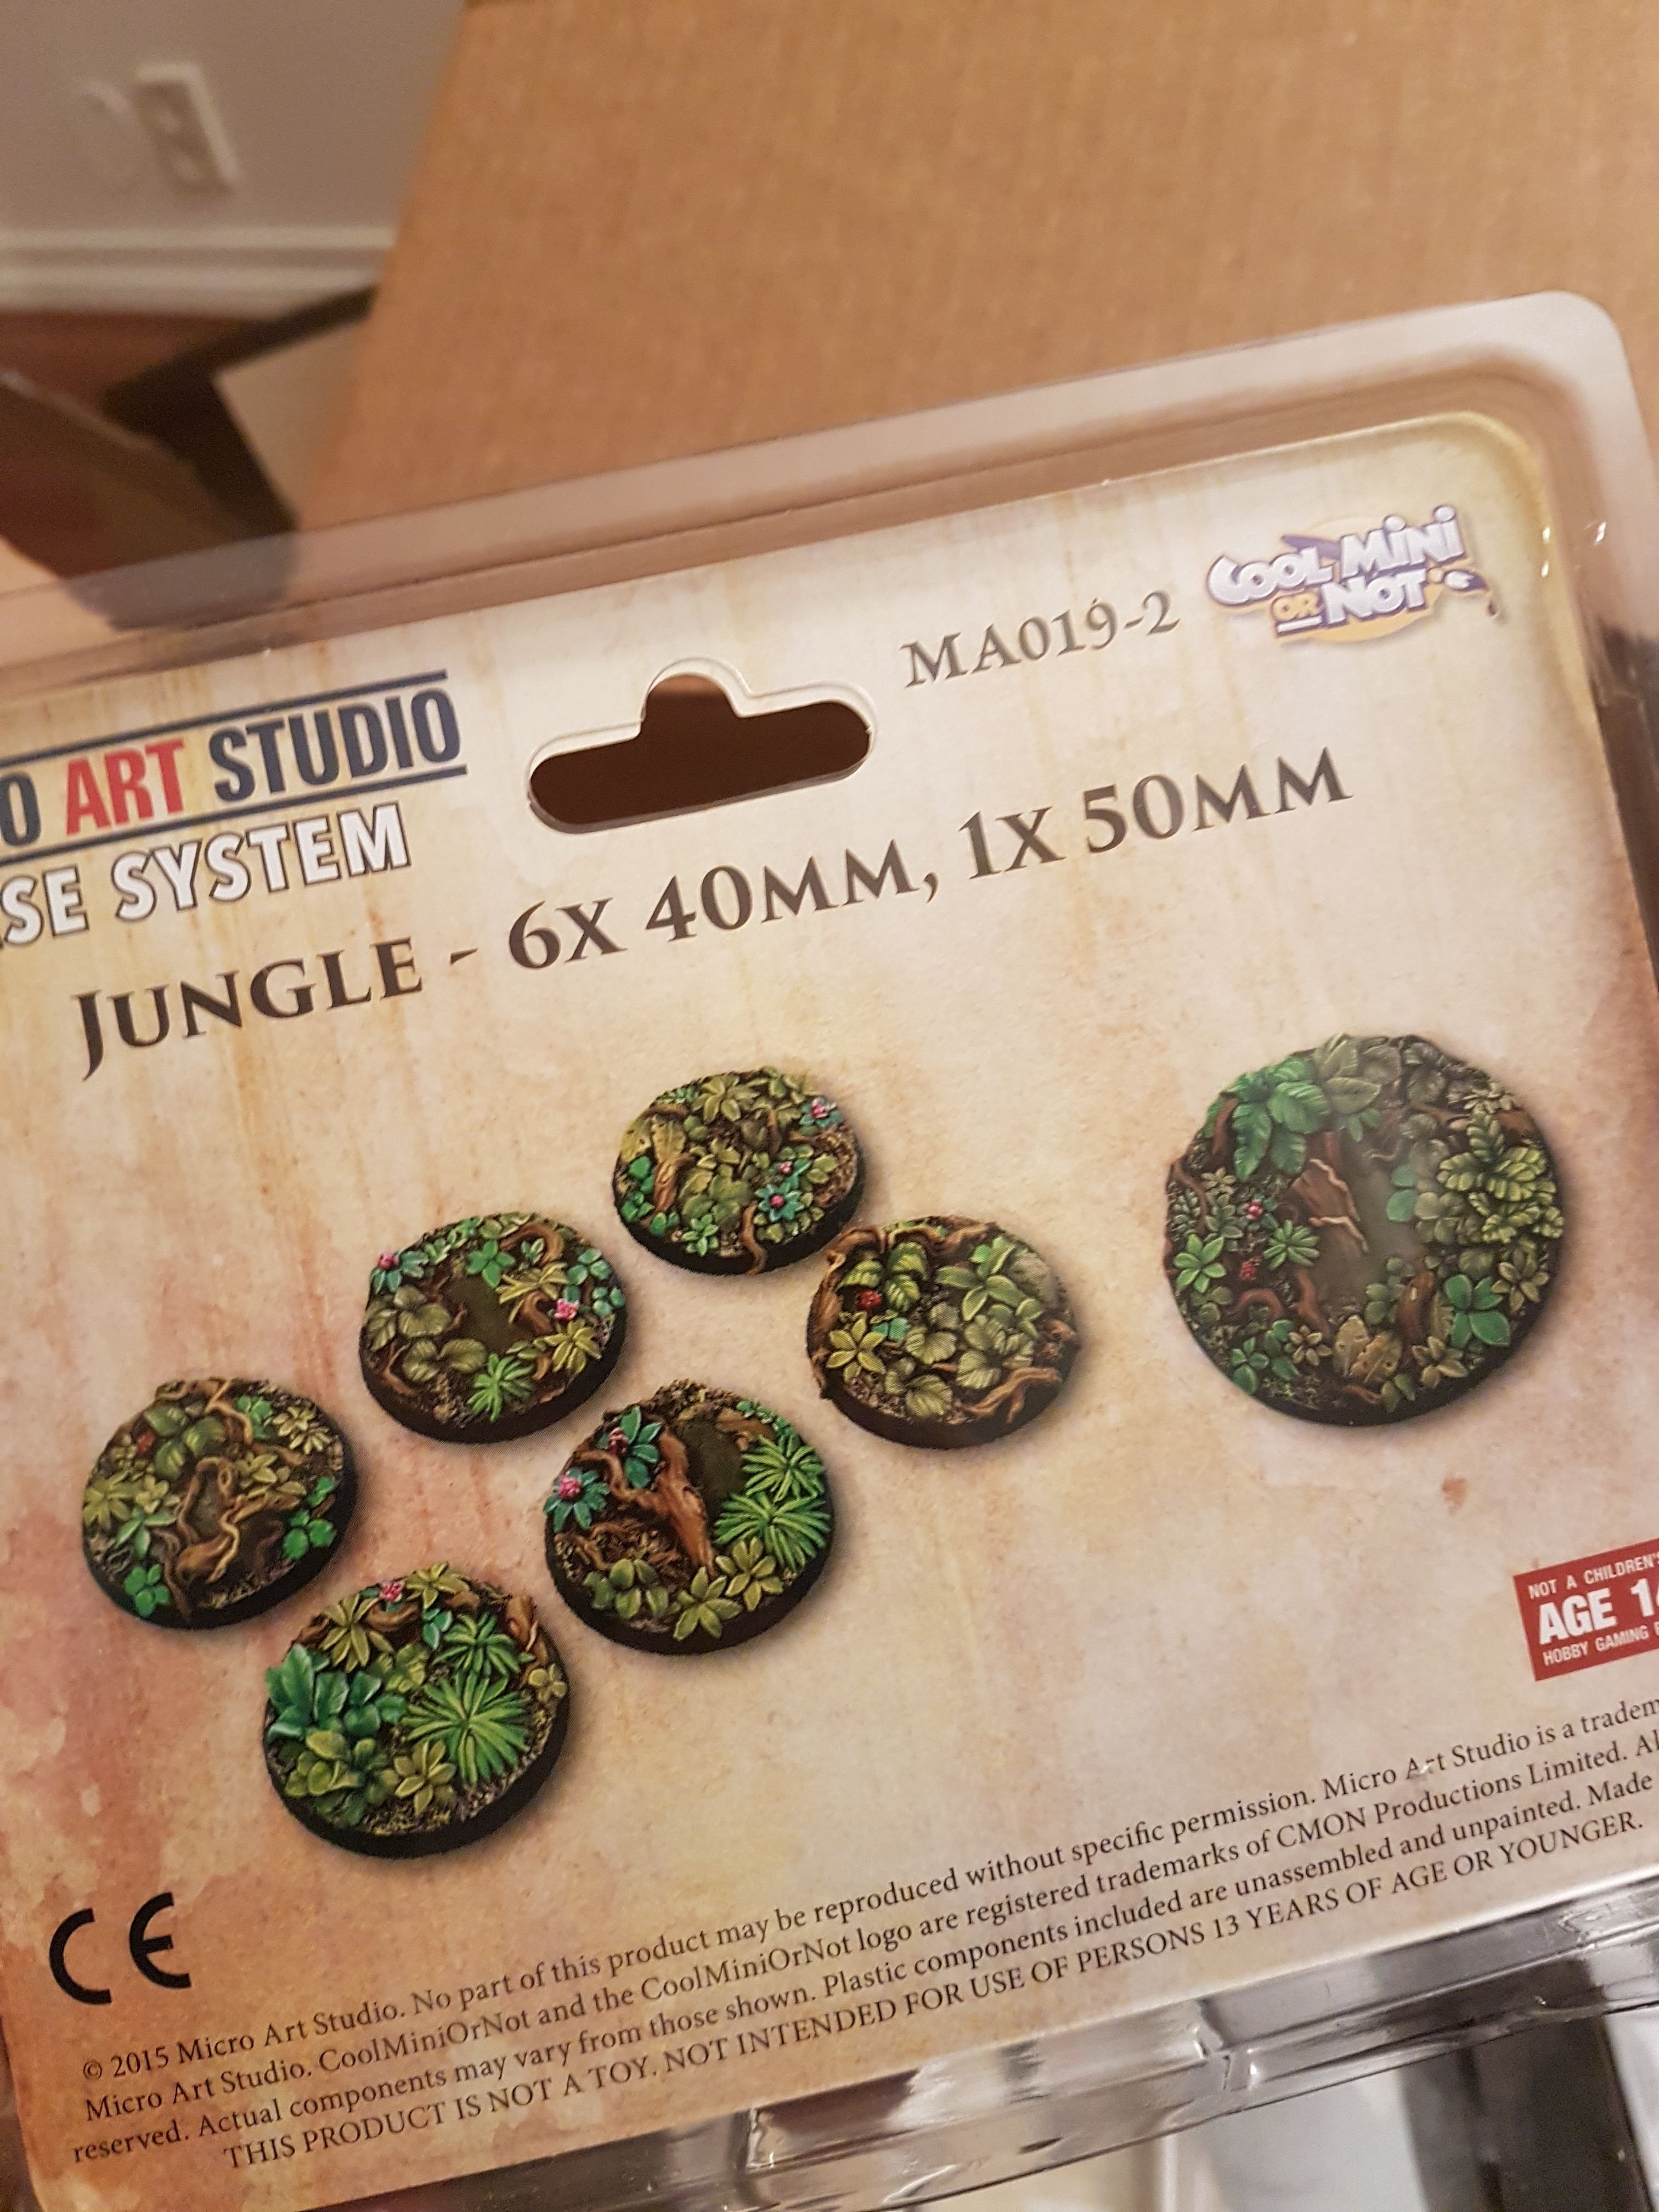 COOL MINI
OR NOT
MA019-2
O ART STUDIO
SE SYSTEM
JUNGLE - 6X 40MM, 1X 50MM
NOT A CHILDREN'S
AGE 14
HOBBY GAMING
CE
© 2015 Micro Art Studio. No part of this product may be reproduced without specific permission. Micro Art Studio is a tradem
Micro Art Studio. CoolMiniOrNot and the CoolMiniOrNot logo are registered trademarks of CMON Productions Limited. Al
reserved. Actual components may vary from those shown. Plastic components included are unassembled and unpainted. Made
THIS PRODUCT IS NOT A TOY. NOT INTENDED FOR USE OF PERSONS 13 YEARS OF AGE OR YOUNGER.